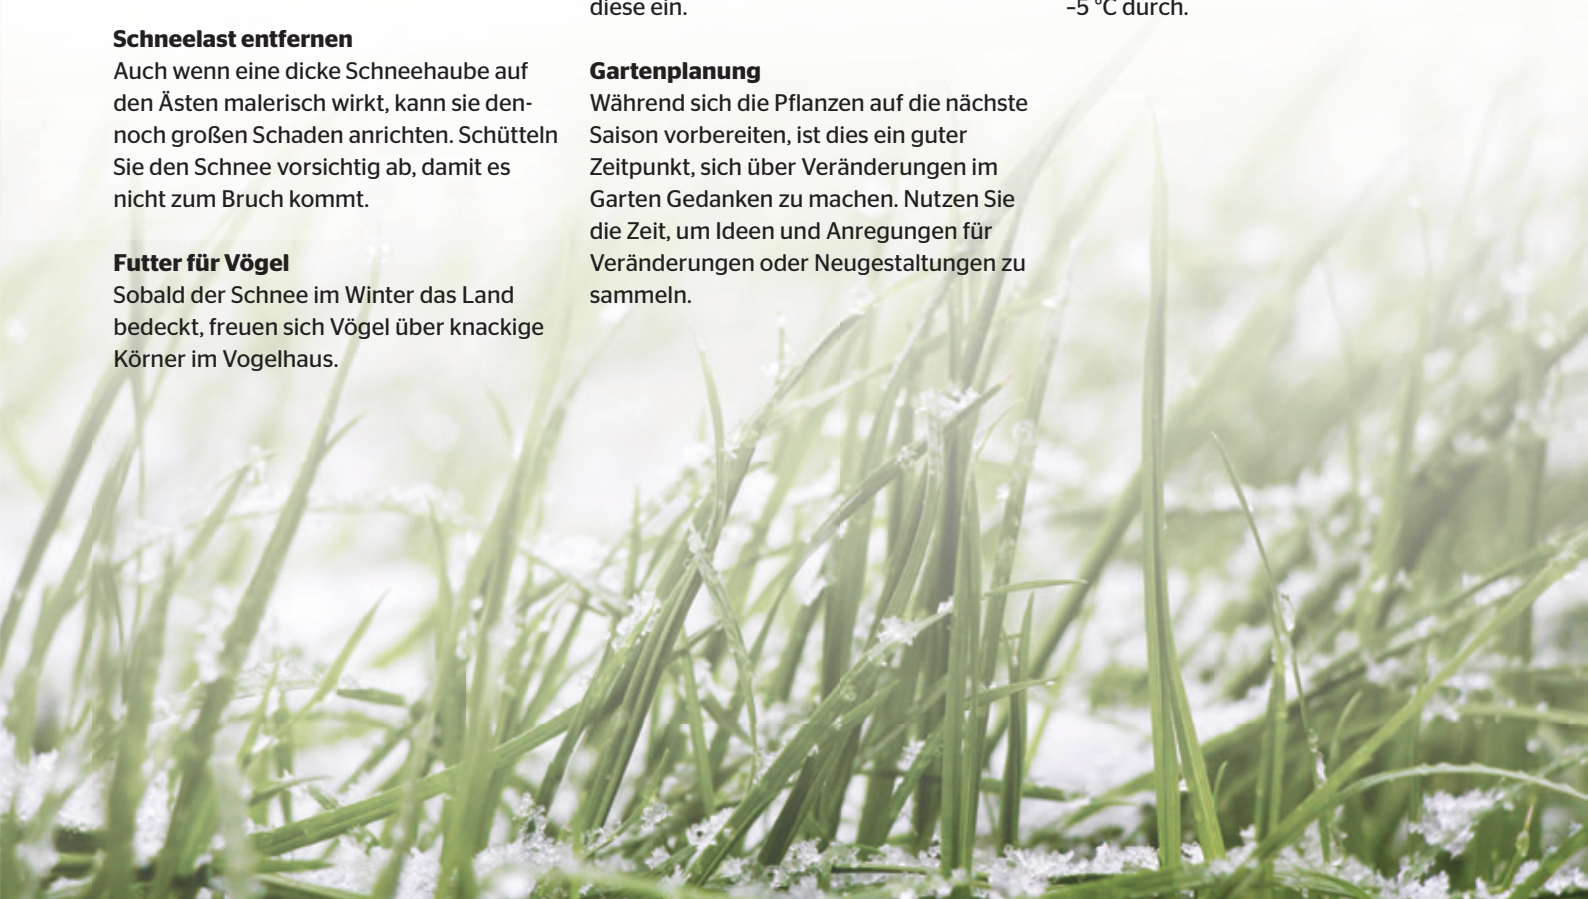 Schneelast entfernen
Auch wenn eine dicke Schneehaube auf
den Ästen malerisch wirkt, kann sie den-
noch großen Schaden anrichten. Schütteln
Sie den Schnee vorsichtig ab, damit es
nicht zum Bruch kommt.
Futter für Vögel
Sobald der Schnee im Winter das Land
bedeckt, freuen sich Vögel über knackige
Körner im Vogelhaus.
diese ein.
Gartenplanung
Während sich die Pflanzen auf die nächste
Saison vorbereiten, ist dies ein guter
Zeitpunkt, sich über Veränderungen im
Garten Gedanken zu machen. Nutzen Sie
die Zeit, um Ideen und Anregungen für
Veränderungen oder Neugestaltungen zu
sammeln.
–5 °C durch.